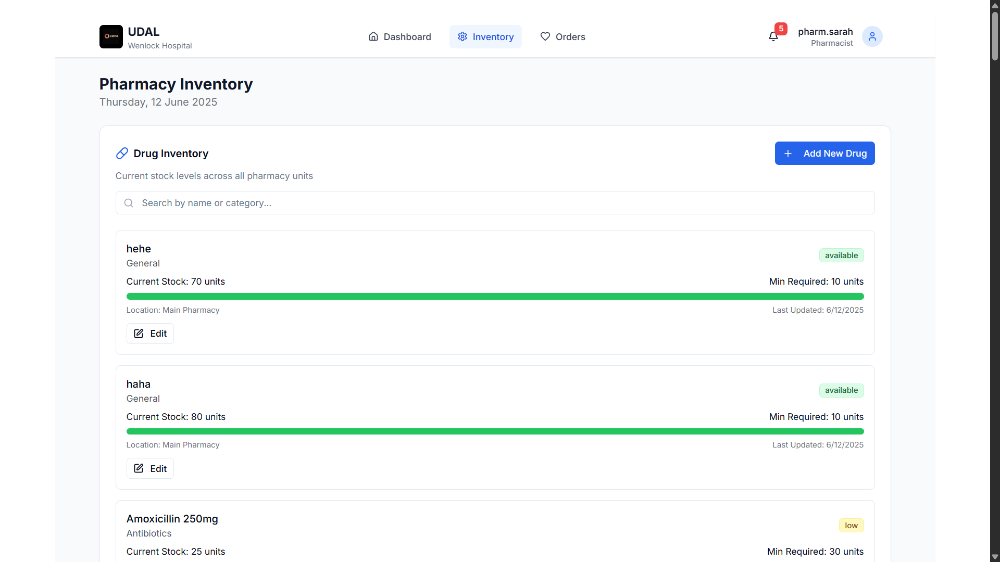 CRPM
UDAL
Wenlock Hospital
Dashboard
Inventory
Orders
5
pharm.sarah
Pharmacist
Pharmacy Inventory
Thursday, 12 June 2025
Drug Inventory
Add New Drug
Current stock levels across all pharmacy units
Search by name or category...
hehe
General
available
Current Stock: 70 units
Min Required: 10 units
Location: Main Pharmacy
Last Updated: 6/12/2025
Edit
haha
General
available
Current Stock: 80 units
Min Required: 10 units
Location: Main Pharmacy
Last Updated: 6/12/2025
Edit
Amoxicillin 250mg
Antibiotics
low
Current Stock: 25 units
Min Required: 30 units